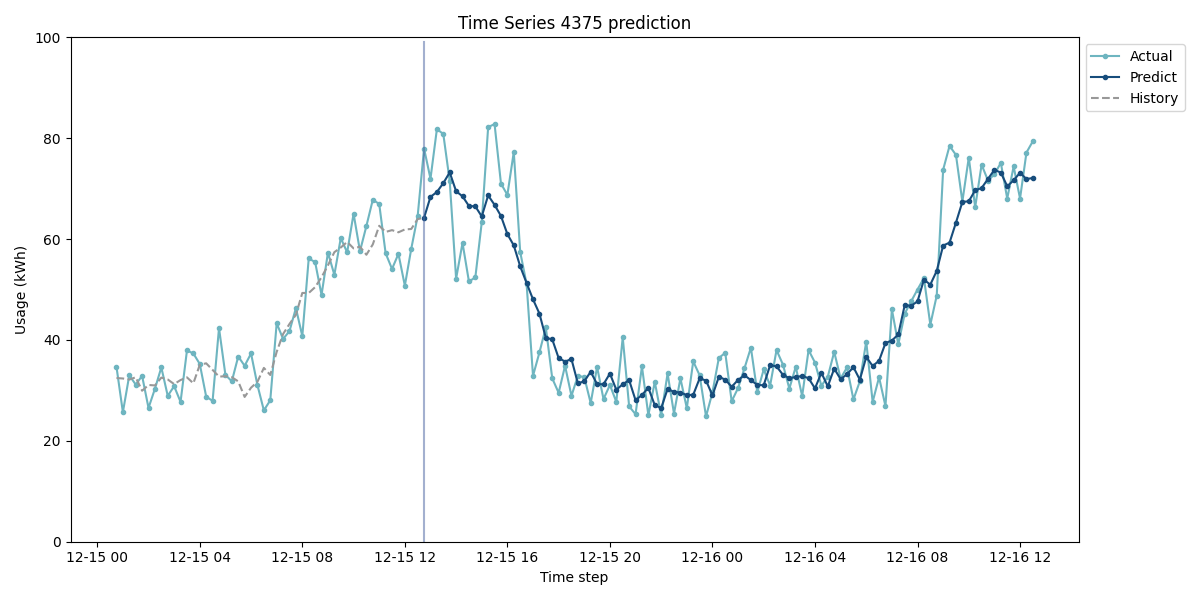 Time Series 4375 prediction
Usage (kWh)
100
80
60
40
20
0
12-15 00
12-15 04
12-15 08
12-15 12
12-15 16
12-15 20
12-16 00
12-16 04
12-16 08
12-16 12
Time step
Actual
Predict
History